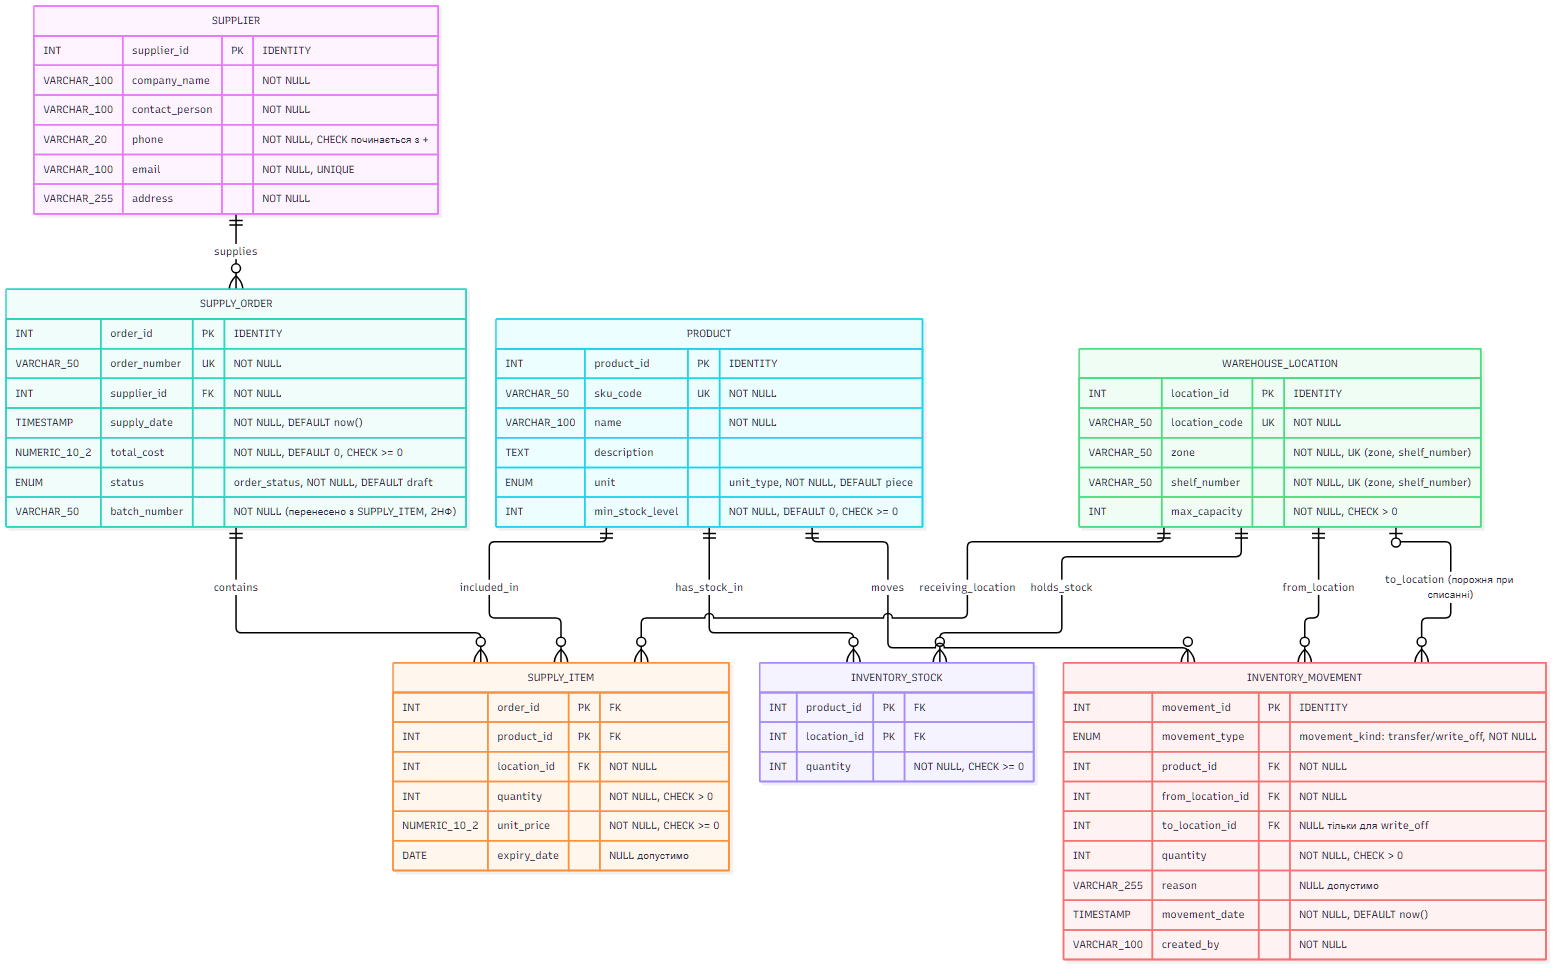 SUPPLIER
INT supplier_id PK IDENTITY
VARCHAR_100 company_name NOT NULL
VARCHAR_100 contact_person NOT NULL
VARCHAR_20 phone NOT NULL, CHECK починається з +
VARCHAR_100 email NOT NULL, UNIQUE
VARCHAR_255 address NOT NULL
supplies
SUPPLY_ORDER
INT order_id PK IDENTITY
VARCHAR_50 order_number UK NOT NULL
INT supplier_id FK NOT NULL
TIMESTAMP supply_date NOT NULL, DEFAULT now()
NUMERIC_10_2 total_cost NOT NULL, DEFAULT 0, CHECK >= 0
ENUM status order_status, NOT NULL, DEFAULT draft
VARCHAR_50 batch_number NOT NULL (перенесено з SUPPLY_ITEM, 2НФ)
PRODUCT
INT product_id PK IDENTITY
VARCHAR_50 sku_code UK NOT NULL
VARCHAR_100 name NOT NULL
TEXT description
ENUM unit unit_type, NOT NULL, DEFAULT piece
INT min_stock_level NOT NULL, DEFAULT 0, CHECK >= 0
WAREHOUSE_LOCATION
INT location_id PK IDENTITY
VARCHAR_50 location_code UK NOT NULL
VARCHAR_50 zone NOT NULL, UK (zone, shelf_number)
VARCHAR_50 shelf_number NOT NULL, UK (zone, shelf_number)
INT max_capacity NOT NULL, CHECK > 0
contains
included_in
has_stock_in
moves
receiving_location
holds_stock
from_location
to_location (порожня при
списанні)
SUPPLY_ITEM
INT order_id PK FK
INT product_id PK FK
INT location_id FK NOT NULL
INT quantity NOT NULL, CHECK > 0
NUMERIC_10_2 unit_price NOT NULL, CHECK >= 0
DATE expiry_date NULL допустимо
INVENTORY_STOCK
INT product_id PK FK
INT location_id PK FK
INT quantity NOT NULL, CHECK >= 0
INVENTORY_MOVEMENT
INT movement_id PK IDENTITY
ENUM movement_type movement_kind: transfer/write_off, NOT NULL
INT product_id FK NOT NULL
INT from_location_id FK NOT NULL
INT to_location_id FK NULL тільки для write_off
INT quantity NOT NULL, CHECK > 0
VARCHAR_255 reason NULL допустимо
TIMESTAMP movement_date NOT NULL, DEFAULT now()
VARCHAR_100 created_by NOT NULL